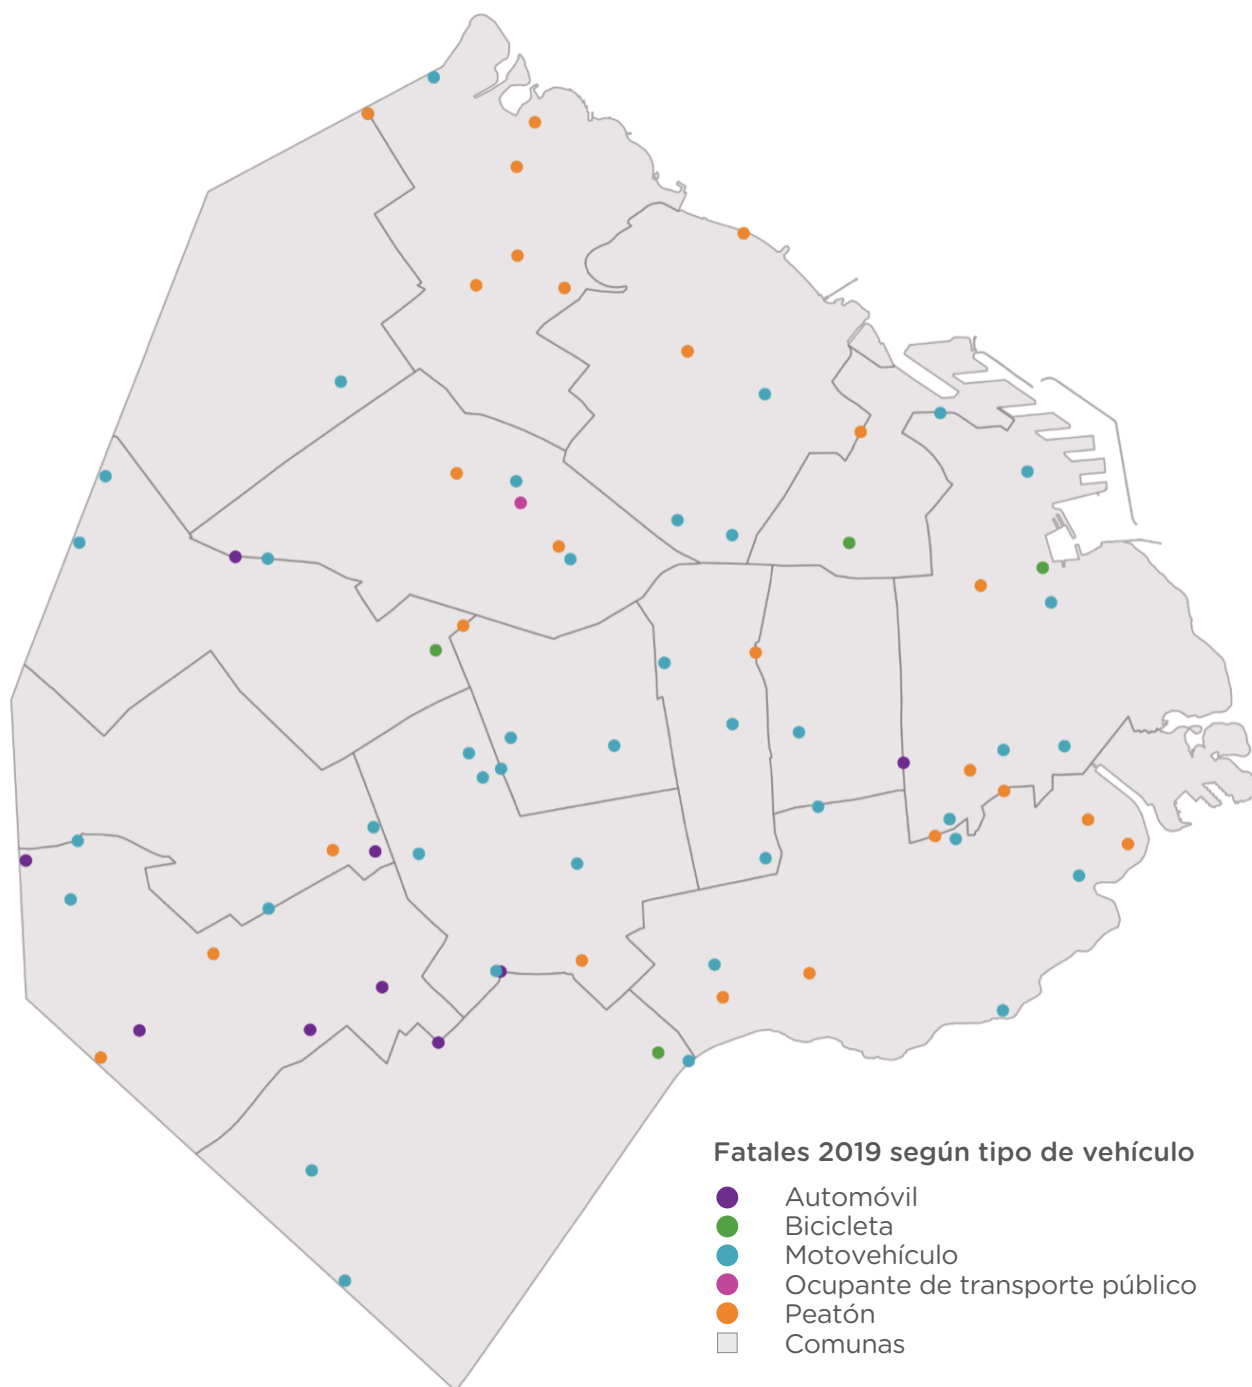 Fatales 2019 según tipo de vehículo
Automóvil
Bicicleta
Motovehículo
Ocupante de transporte público
Peatón
Comunas